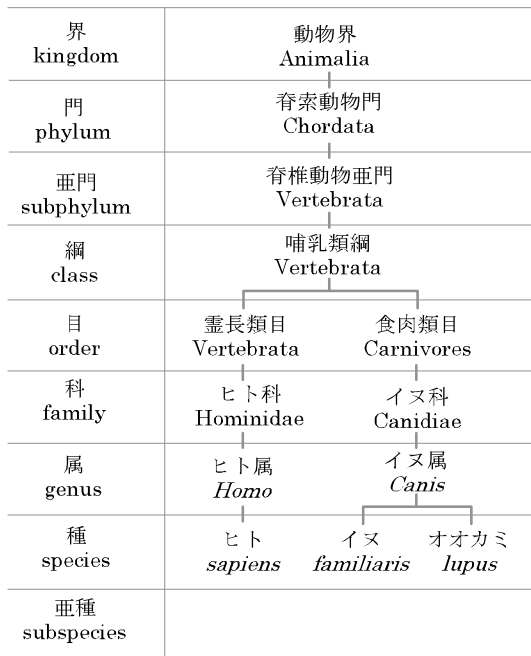 界
kingdom
動物界
Animalia
門
phylum
脊索動物門
Chordata
亜門
subphylum
脊椎動物亜門
Vertebrata
綱
class
哺乳類綱
Vertebrata
目
order
霊長類目
Vertebrata
食肉類目
Carnivores
科
family
ヒト科
Hominidae
イヌ科
Canidiae
属
genus
ヒト属
Homo
イヌ属
Canis
種
species
ヒト
sapiens
イヌ
familiaris
オオカミ
lupus
亜種
subspecies